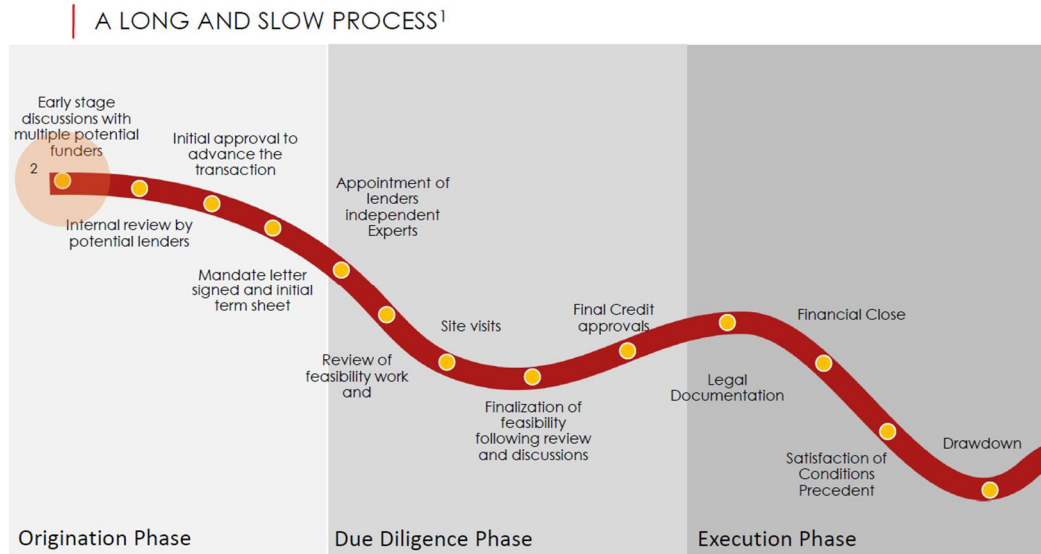 A LONG AND SLOW PROCESS¹
Early stage
discussions with
multiple potential
funders
2
Internal review by
potential lenders
Initial approval to
advance the
transaction
Mandate letter
signed and initial
term sheet
Appointment of
lenders
independent
Experts
Review of
feasibility work
and
Site visits
Finalization of
feasibility
following review
and discussions
Final Credit
approvals
Legal
Documentation
Financial Close
Satisfaction of
Conditions
Precedent
Drawdown
Origination Phase
Due Diligence Phase
Execution Phase